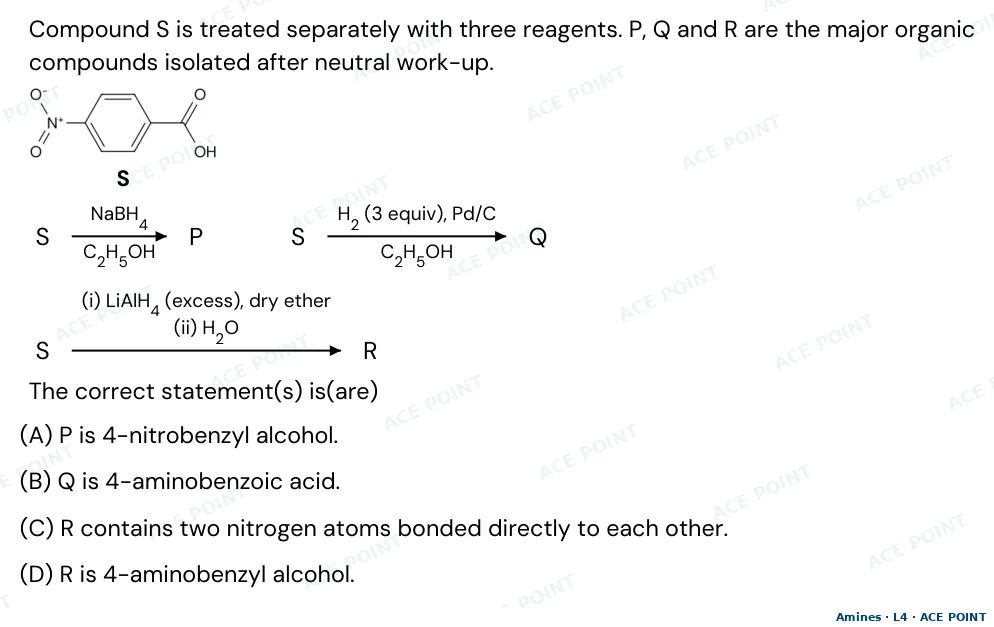 Compound S is treated separately with three reagents. P, Q and R are the major organic
compounds isolated after neutral work-up.
O⁻
O
N⁺
O
OH
S
NaBH₄
S
C₂H₅OH
P
H₂ (3 equiv), Pd/C
S
C₂H₅OH
Q
(i) LiAlH₄ (excess), dry ether
(ii) H₂O
S
R
The correct statement(s) is(are)
(A) P is 4-nitrobenzyl alcohol.
(B) Q is 4-aminobenzoic acid.
(C) R contains two nitrogen atoms bonded directly to each other.
(D) R is 4-aminobenzyl alcohol.
Amines · L4 · ACE POINT
ACE POINT